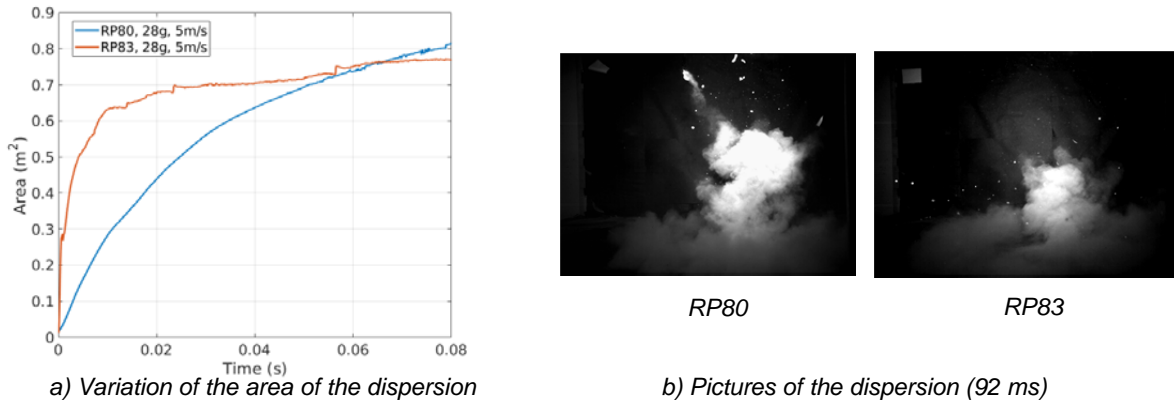 RP80, 28g, 5m/s
RP83, 28g, 5m/s
0.9
0.8
0.7
0.6
0.5
0.4
0.3
0.2
0.1
0
Area (m²)
0
0.02
0.04
0.06
0.08
Time (s)
a) Variation of the area of the dispersion
RP80
RP83
b) Pictures of the dispersion (92 ms)